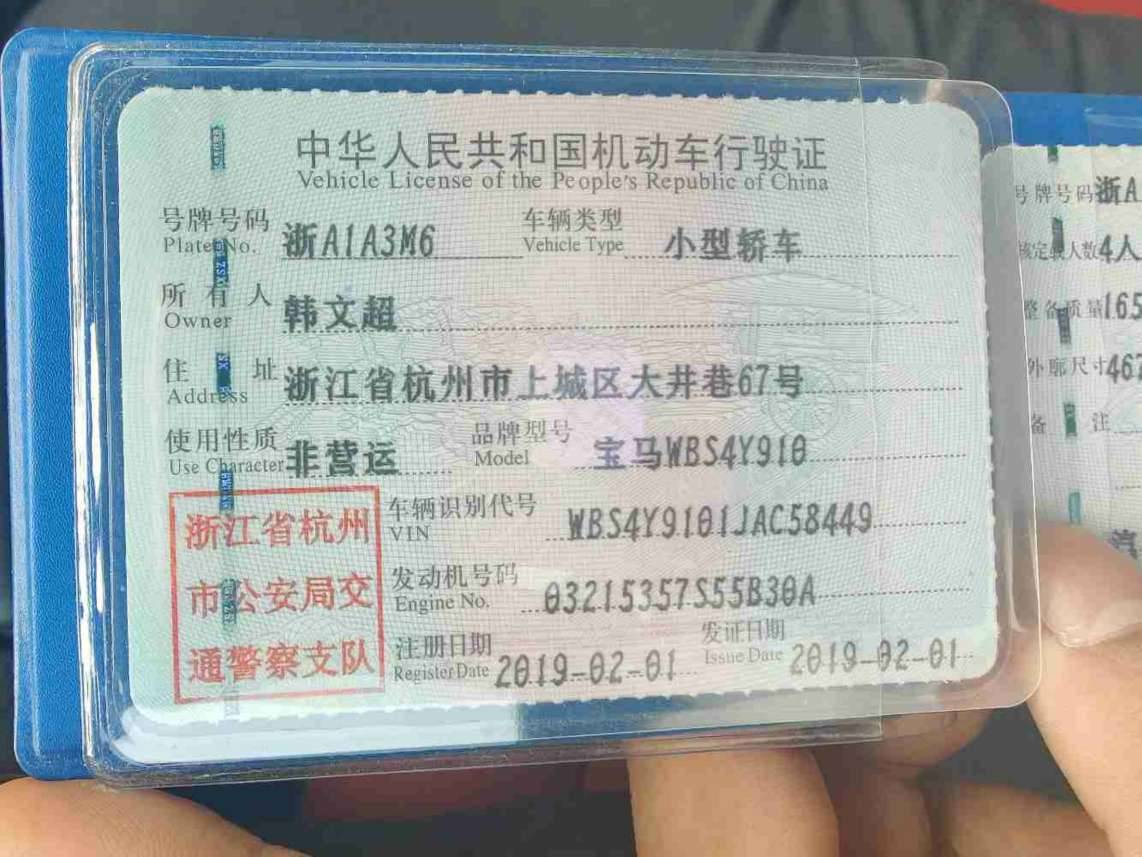 中华人民共和国机动车行驶证
Vehicle License of the People's Republic of China
号牌号码 浙A1A3M6 车辆类型 小型轿车
Plate No. Vehicle Type
所有人 韩文超
Owner
住址 浙江省杭州市上城区大井巷67号
Address
使用性质 非营运 品牌型号 宝马WBS4Y910
Use Character Model
浙江省杭州
市公安局交
通警察支队
车辆识别代号 WBS4Y9101JAC58449
VIN
发动机号码 03215357S55B30A
Engine No.
注册日期 2019-02-01 发证日期 2019-02-01
Register Date Issue Date
号牌号码 浙A
核定载人数 4人
整备质量 165
外廓尺寸 467
备注